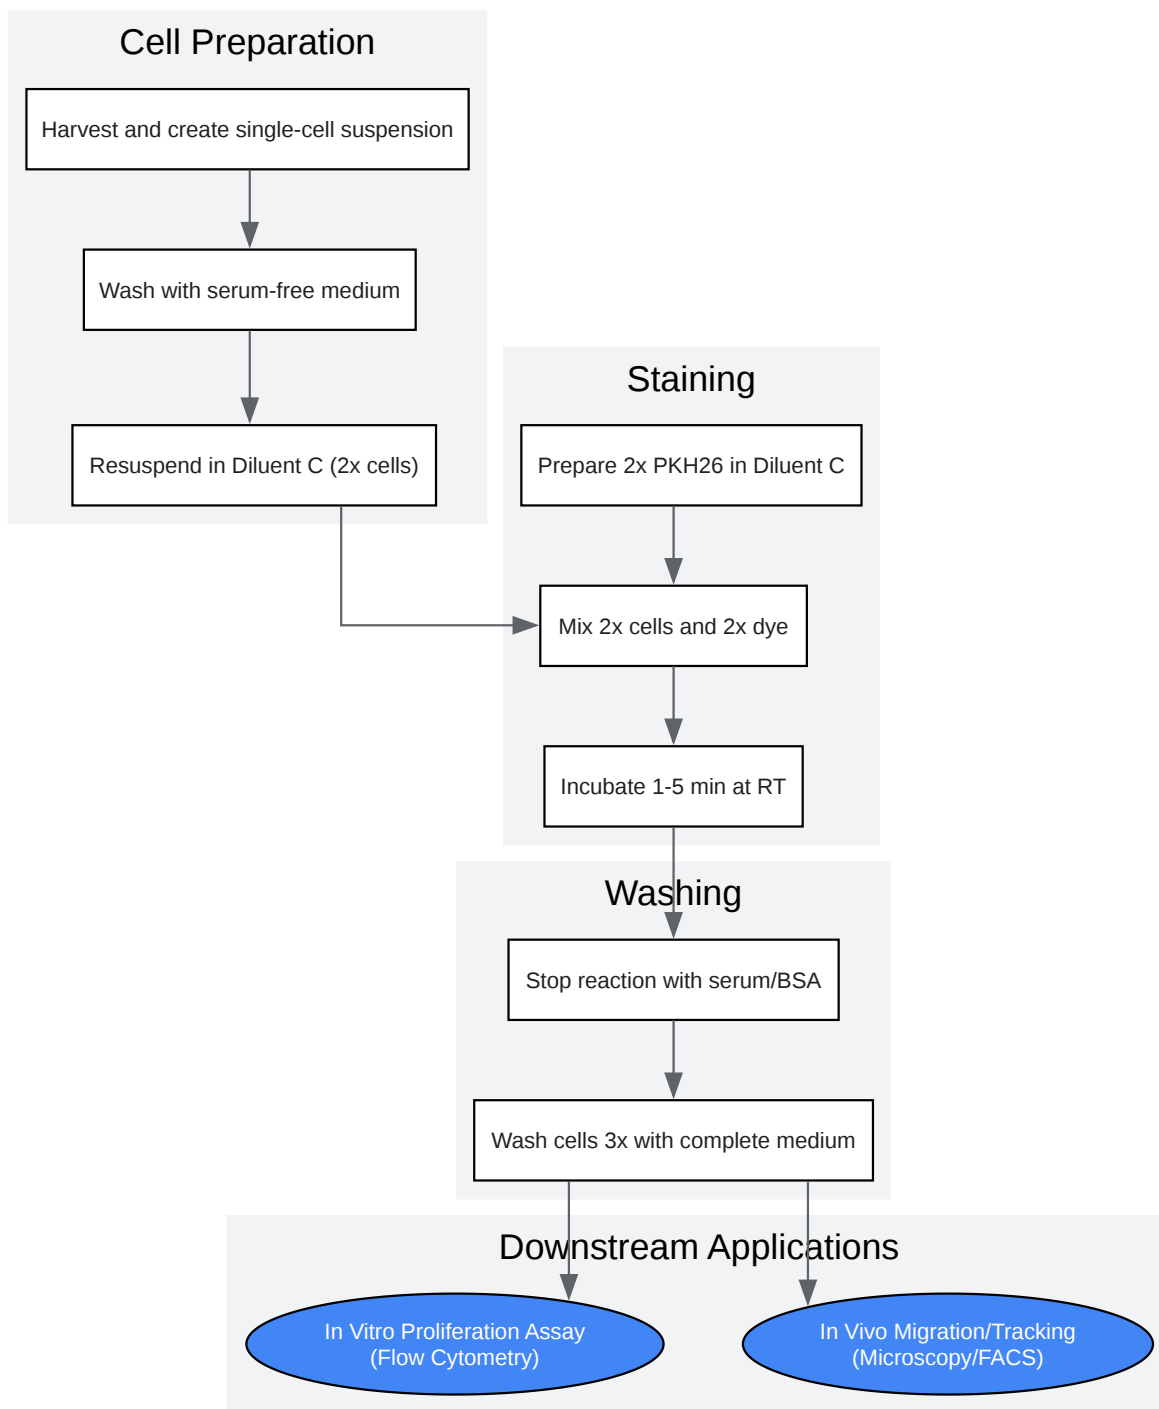 Cell Preparation
Harvest and create single-cell suspension
Wash with serum-free medium
Resuspend in Diluent C (2x cells)
Staining
Prepare 2x PKH26 in Diluent C
Mix 2x cells and 2x dye
Incubate 1-5 min at RT
Washing
Stop reaction with serum/BSA
Wash cells 3x with complete medium
Downstream Applications
In Vitro Proliferation Assay
(Flow Cytometry)
In Vivo Migration/Tracking
(Microscopy/FACS)